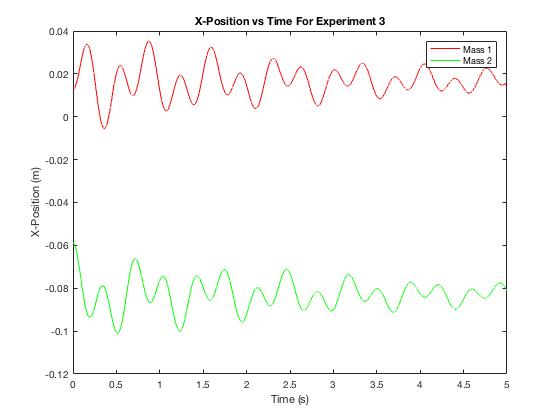 X-Position vs Time For Experiment 3
0.04
0.02
0
-0.02
-0.04
-0.06
-0.08
-0.1
-0.12
X-Position (m)
Mass 1
Mass 2
0 0.5 1 1.5 2 2.5 3 3.5 4 4.5 5
Time (s)